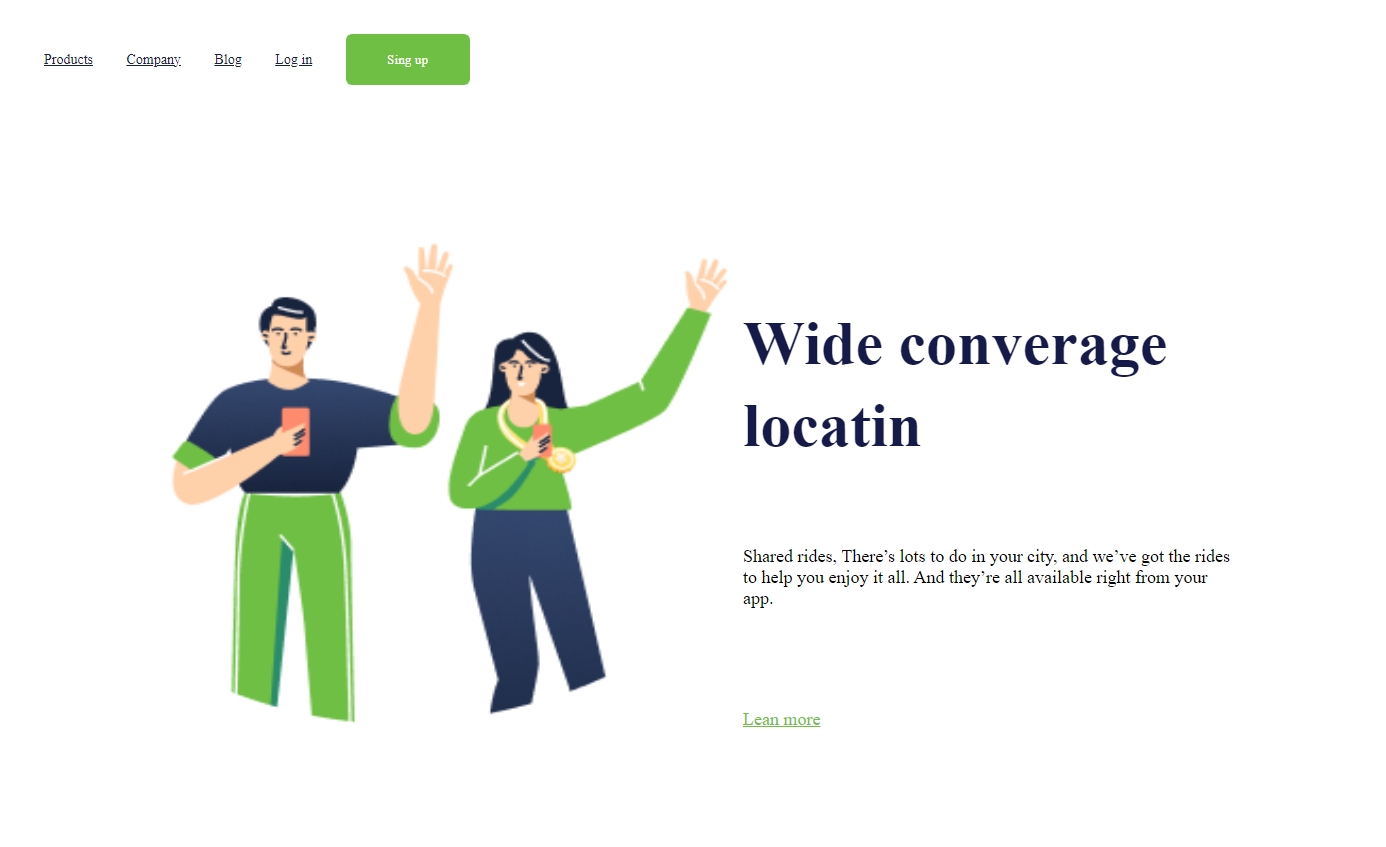 Products Company Blog Log in Sing up
Wide converage
locatin
Shared rides, There’s lots to do in your city, and we’ve got the rides
to help you enjoy it all. And they’re all available right from your
app.
Lean more